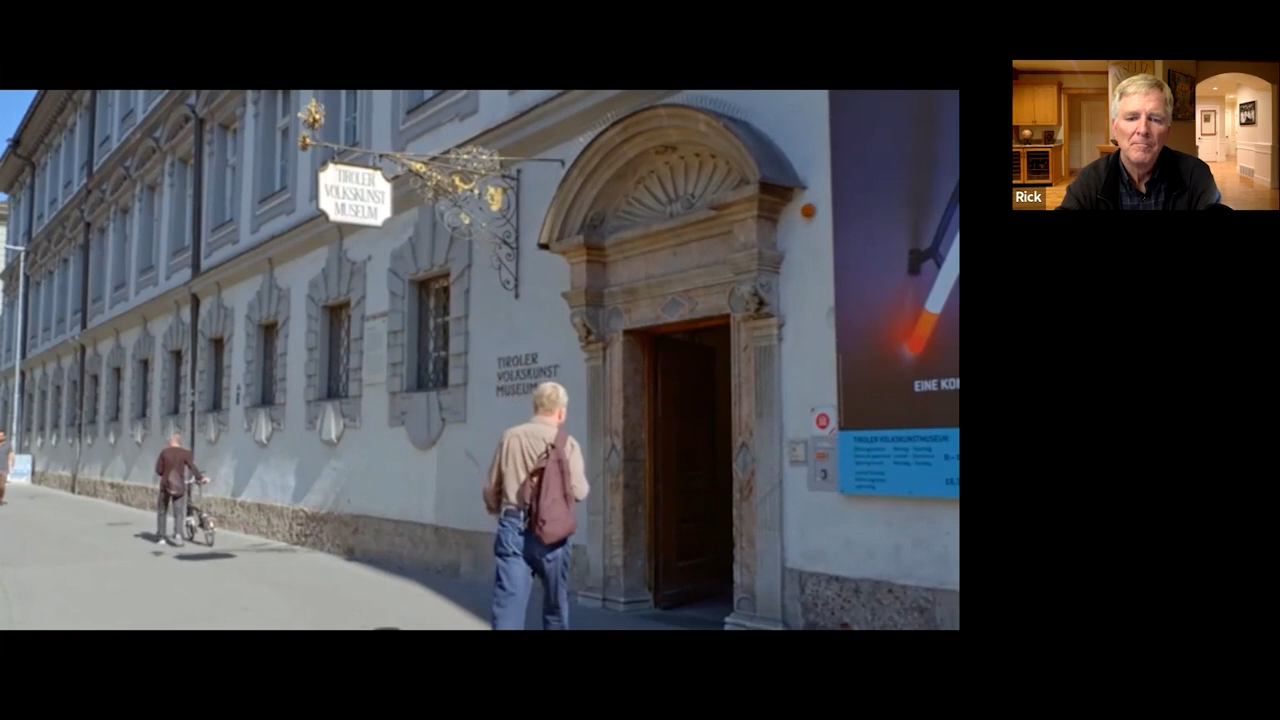 TIROLER
VOLKSKUNST
MUSEUM
TIROLER
VOLKSKUNST
MUSEUM
EINE KO
TIROLER VOLKSKUNSTMUSEUM
Rick